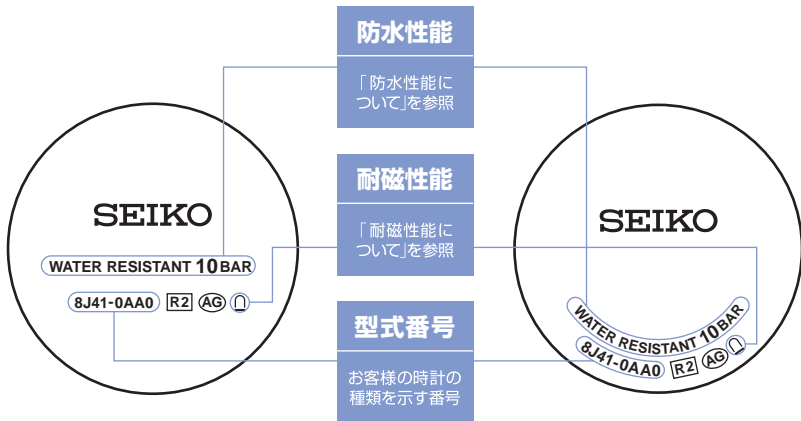 防水性能
「防水性能に
ついて」を参照
耐磁性能
「耐磁性能に
ついて」を参照
型式番号
お客様の時計の
種類を示す番号
SEIKO
WATER RESISTANT 10 BAR
8J41-0AA0 R2 AG
SEIKO
WATER RESISTANT 10 BAR
8J41-0AA0 R2 AG